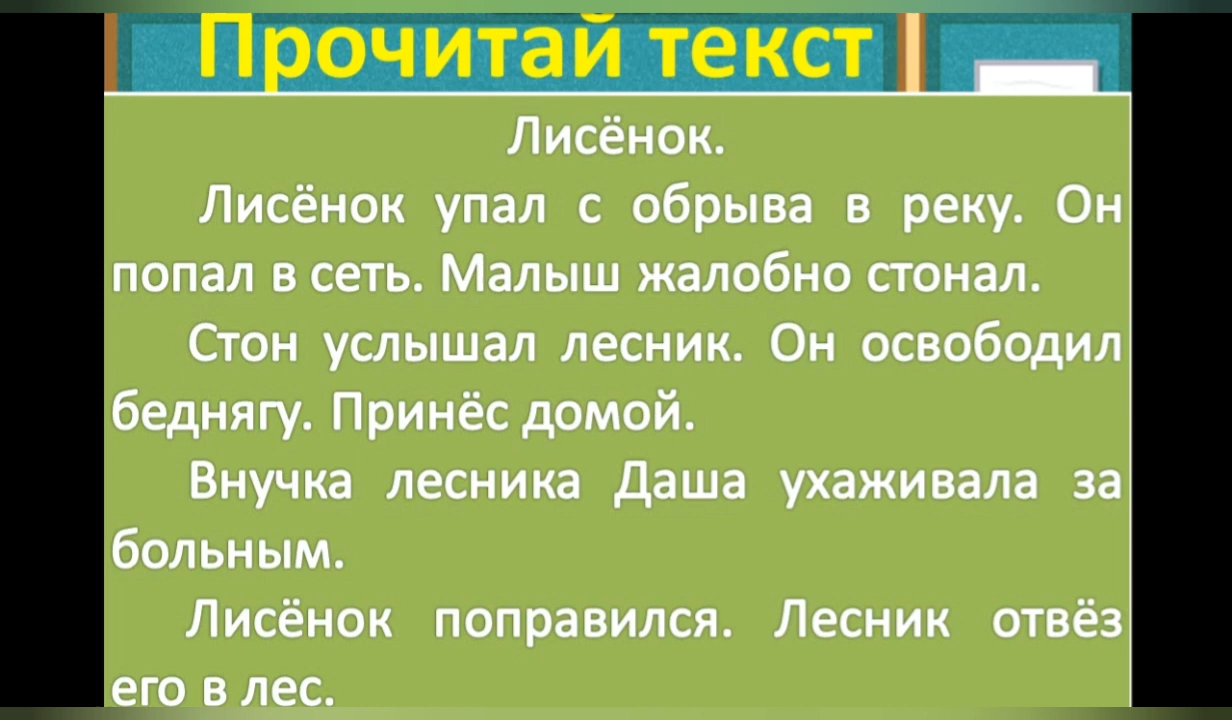 Прочитай текст
Лисёнок.
Лисёнок упал с обрыва в реку. Он
попал в сеть. Малыш жалобно стонал.
Стон услышал лесник. Он освободил
беднягу. Принёс домой.
Внучка лесника Даша ухаживала за
больным.
Лисёнок поправился. Лесник отвёз
его в лес.